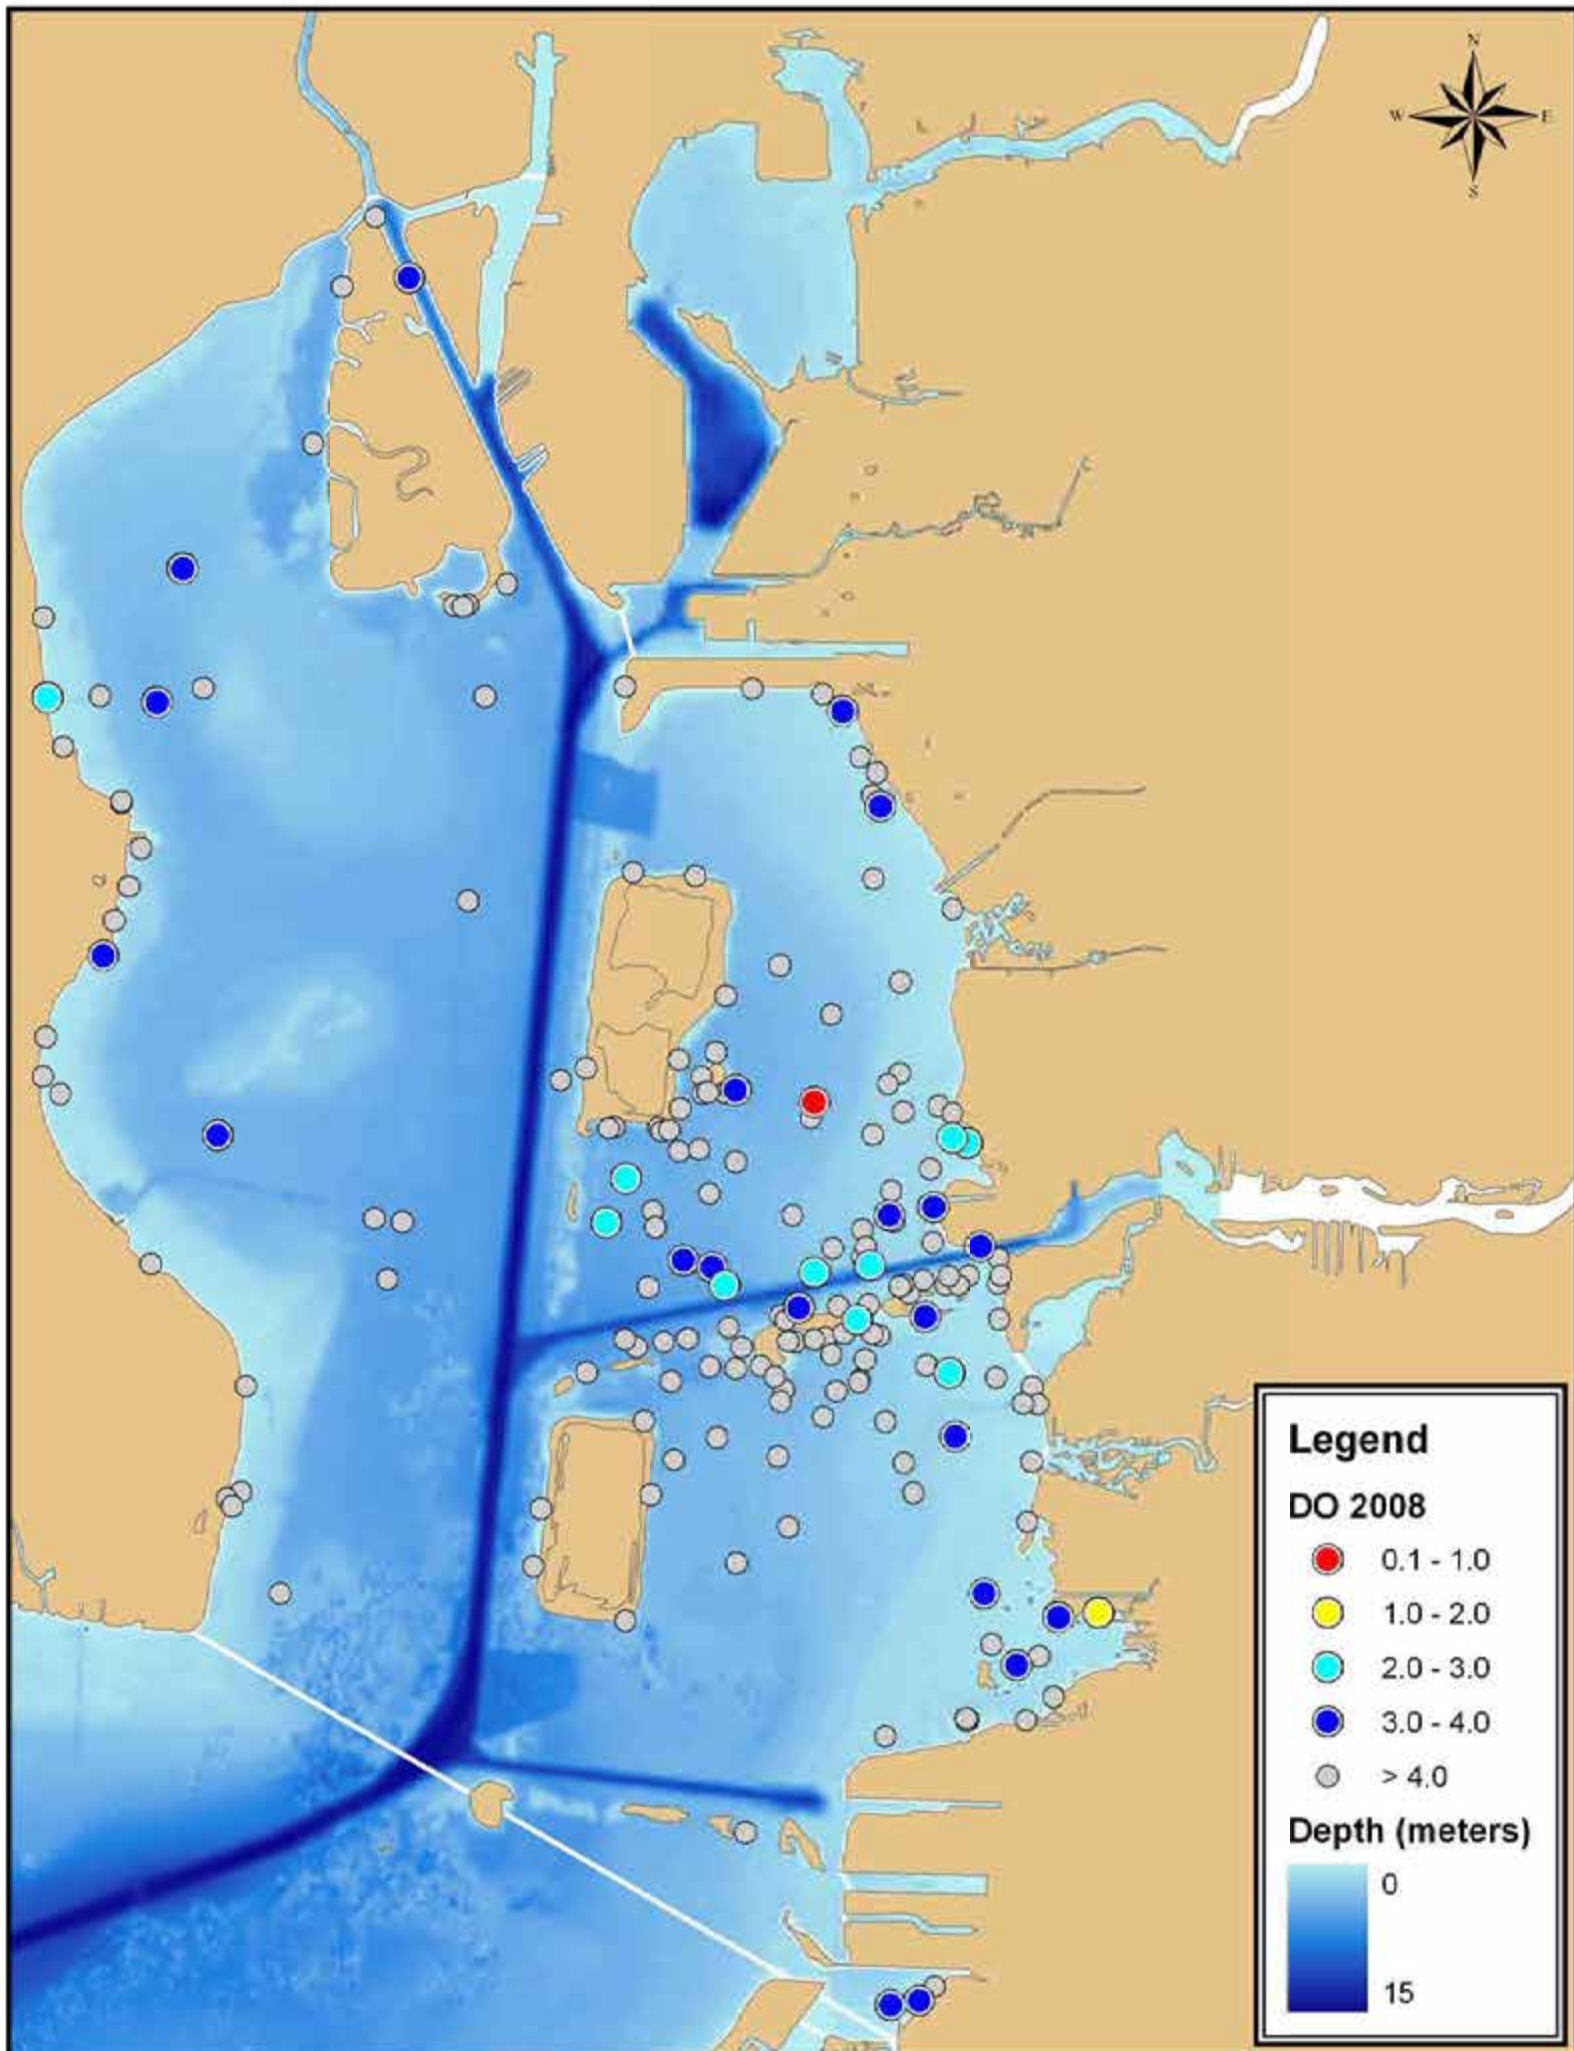 N
W E
S
Legend
DO 2008
0.1 - 1.0
1.0 - 2.0
2.0 - 3.0
3.0 - 4.0
> 4.0
Depth (meters)
0
15